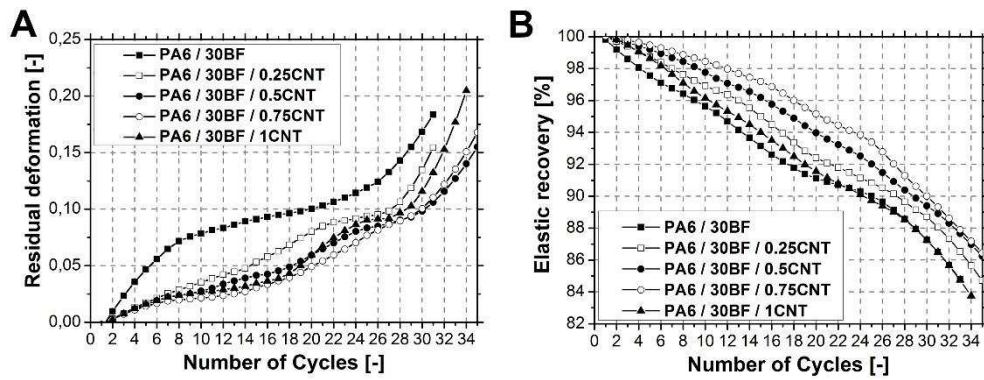 A
Residual deformation [-]
0,25
0,20
0,15
0,10
0,05
0,00
PA6 / 30BF
PA6 / 30BF / 0.25CNT
PA6 / 30BF / 0.5CNT
PA6 / 30BF / 0.75CNT
PA6 / 30BF / 1CNT
0 2 4 6 8 10 12 14 16 18 20 22 24 26 28 30 32 34
Number of Cycles [-]
B
Elastic recovery [%]
100
98
96
94
92
90
88
86
84
82
PA6 / 30BF
PA6 / 30BF / 0.25CNT
PA6 / 30BF / 0.5CNT
PA6 / 30BF / 0.75CNT
PA6 / 30BF / 1CNT
0 2 4 6 8 10 12 14 16 18 20 22 24 26 28 30 32 34
Number of Cycles [-]